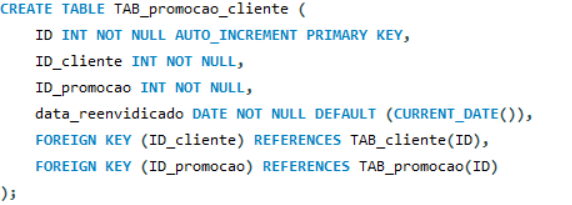 CREATE TABLE TAB_promocao_cliente (
    ID INT NOT NULL AUTO_INCREMENT PRIMARY KEY,
    ID_cliente INT NOT NULL,
    ID_promocao INT NOT NULL,
    data_reenvidicado DATE NOT NULL DEFAULT (CURRENT_DATE()),
    FOREIGN KEY (ID_cliente) REFERENCES TAB_cliente(ID),
    FOREIGN KEY (ID_promocao) REFERENCES TAB_promocao(ID)
);